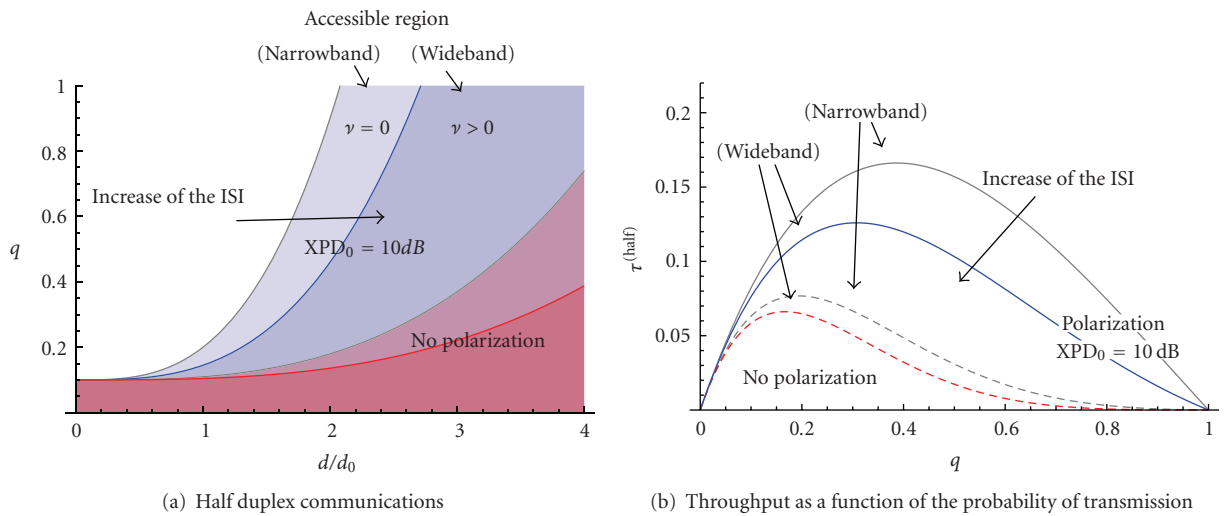 Accessible region
(Narrowband) (Wideband)
1
0.8
0.6
0.4
0.2
q
ν = 0
ν > 0
Increase of the ISI
XPD₀ = 10dB
No polarization
0 1 2 3 4
d/d₀
(a) Half duplex communications
0.2
0.15
0.1
0.05
τ(half)
(Narrowband)
(Wideband)
Increase of the ISI
Polarization
XPD₀ = 10 dB
No polarization
0 0.2 0.4 0.6 0.8 1
q
(b) Throughput as a function of the probability of transmission